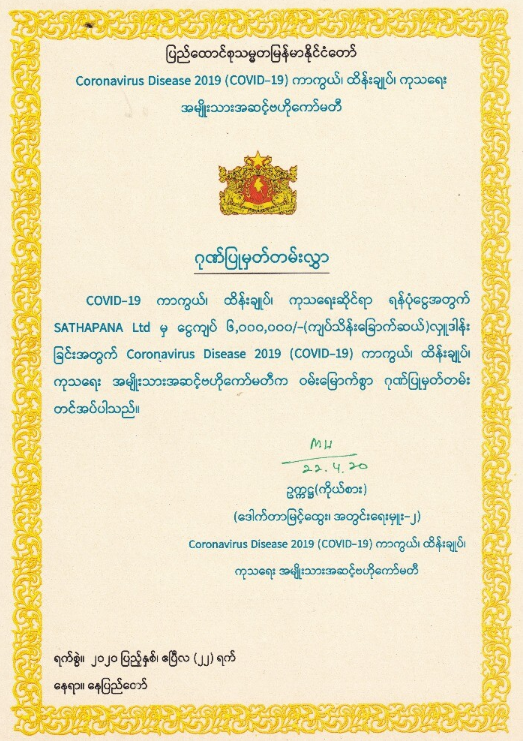 ပြည်ထောင်စုသမ္မတမြန်မာနိုင်ငံတော်
Coronavirus Disease 2019 (COVID-19) ကာကွယ်၊ ထိန်းချုပ်၊ ကုသရေး
အမျိုးသားအဆင့်ဗဟိုကော်မတီ
ဂုဏ်ပြုမှတ်တမ်းလွှာ
COVID-19 ကာကွယ်၊ ထိန်းချုပ်၊ ကုသရေးဆိုင်ရာ ရန်ပုံငွေအတွက်
SATHAPANA Ltd မှ ငွေကျပ် ၆,၀၀၀,၀၀၀/-(ကျပ်သိန်းခြောက်ဆယ်)လှူဒါန်း
ခြင်းအတွက် Coronavirus Disease 2019 (COVID-19) ကာကွယ်၊ ထိန်းချုပ်၊
ကုသရေး အမျိုးသားအဆင့်ဗဟိုကော်မတီက ဝမ်းမြောက်စွာ ဂုဏ်ပြုမှတ်တမ်း
တင်အပ်ပါသည်။
22.4.20
ဥက္ကဋ္ဌ(ကိုယ်စား)
(ဒေါက်တာမြင့်ထွေး၊ အတွင်းရေးမှူး-၂)
Coronavirus Disease 2019 (COVID-19) ကာကွယ်၊ ထိန်းချုပ်၊
ကုသရေး အမျိုးသားအဆင့်ဗဟိုကော်မတီ
ရက်စွဲ။ ၂၀၂၀ ပြည့်နှစ်၊ ဧပြီလ (၂၂) ရက်
နေရာ။ နေပြည်တော်